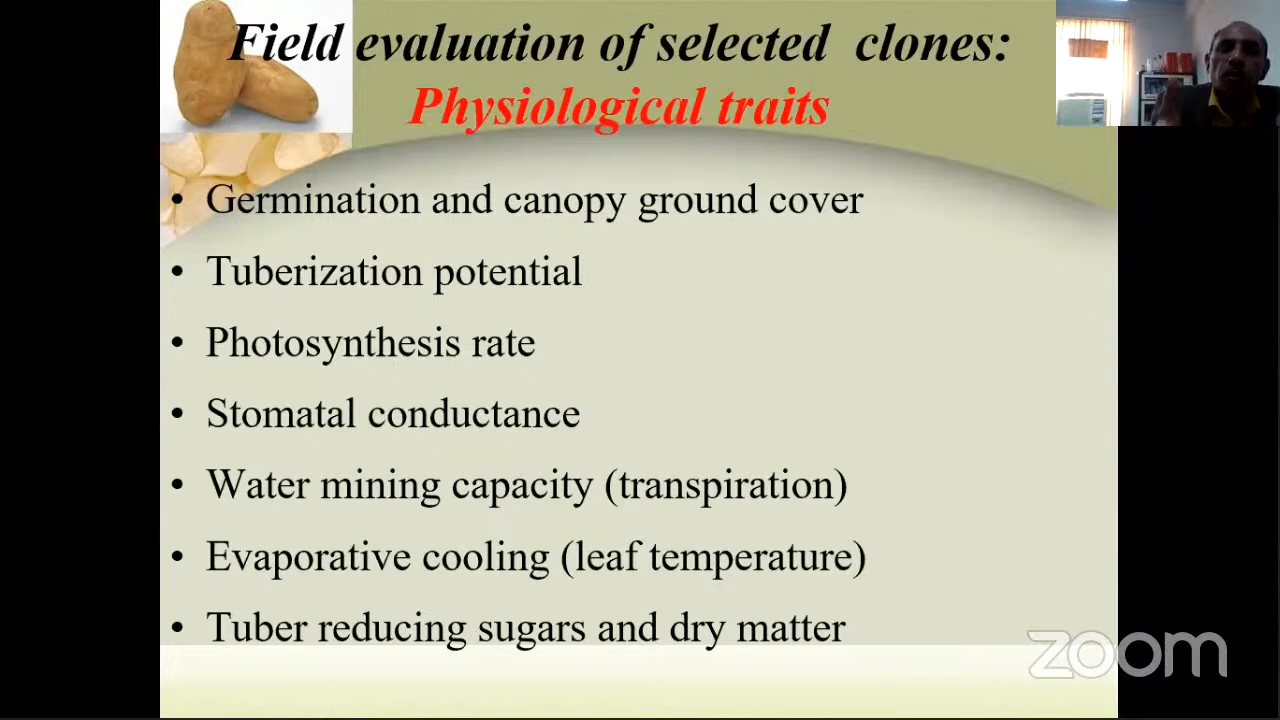 Field evaluation of selected clones:
Physiological traits
• Germination and canopy ground cover
• Tuberization potential
• Photosynthesis rate
• Stomatal conductance
• Water mining capacity (transpiration)
• Evaporative cooling (leaf temperature)
• Tuber reducing sugars and dry matter
zoom